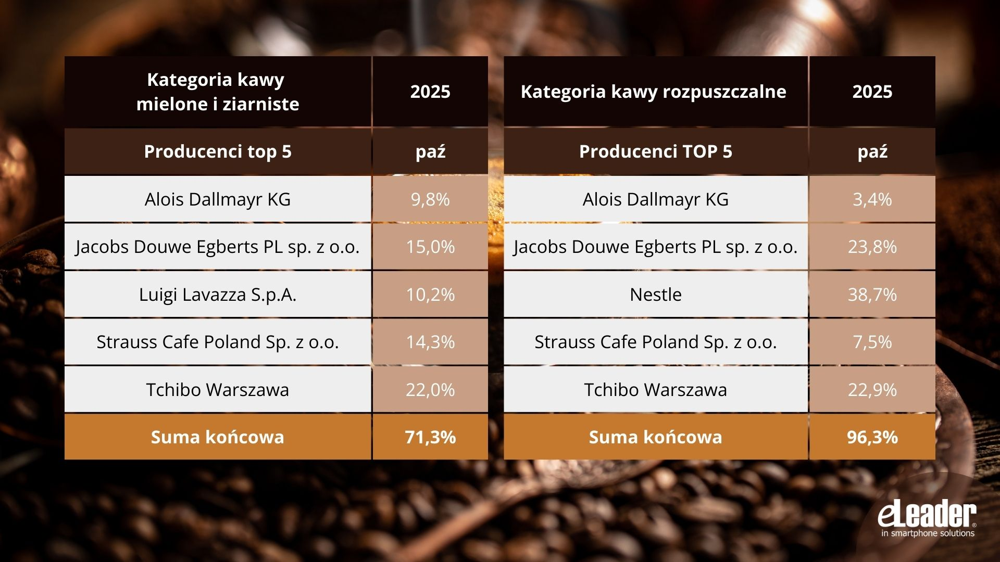 Kategoria kawy
mielone i ziarniste
2025
Producenci top 5
paź
Alois Dallmayr KG
9,8%
Jacobs Douwe Egberts PL sp. z o.o.
15,0%
Luigi Lavazza S.p.A.
10,2%
Strauss Cafe Poland Sp. z o.o.
14,3%
Tchibo Warszawa
22,0%
Suma końcowa
71,3%
Kategoria kawy rozpuszczalne
2025
Producenci TOP 5
paź
Alois Dallmayr KG
3,4%
Jacobs Douwe Egberts PL sp. z o.o.
23,8%
Nestle
38,7%
Strauss Cafe Poland Sp. z o.o.
7,5%
Tchibo Warszawa
22,9%
Suma końcowa
96,3%
eLeader®
in smartphone solutions